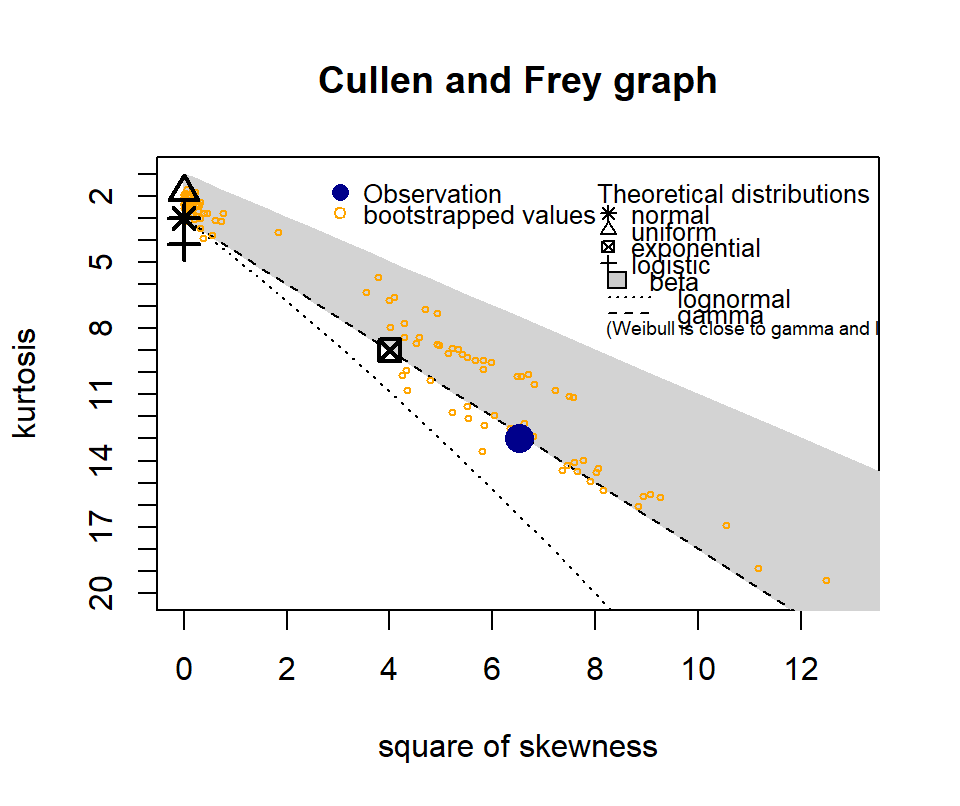 Cullen and Frey graph
Observation
bootstrapped values
Theoretical distributions
normal
uniform
exponential
logistic
beta
lognormal
gamma
(Weibull is close to gamma and l
kurtosis
2
5
8
11
14
17
20
0 2 4 6 8 10 12
square of skewness